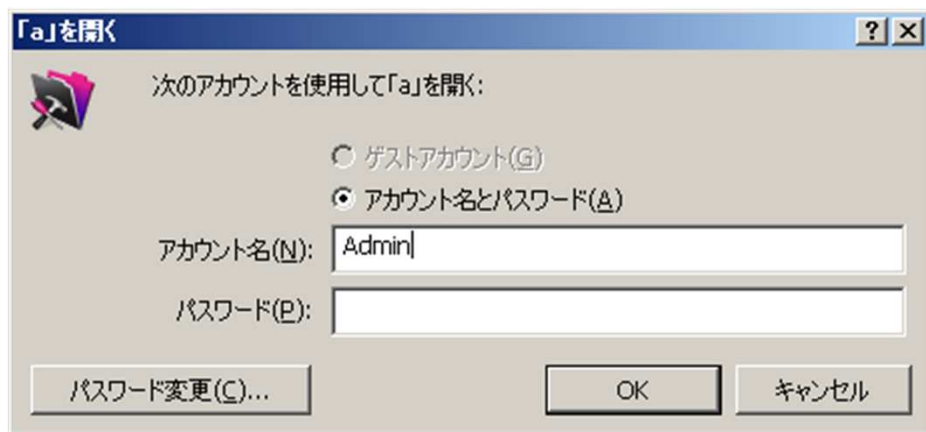 「a」を開く
次のアカウントを使用して「a」を開く:
ゲストアカウント(G)
アカウント名とパスワード(A)
アカウント名(N): Admin
パスワード(P):
パスワード変更(C)... OK キャンセル